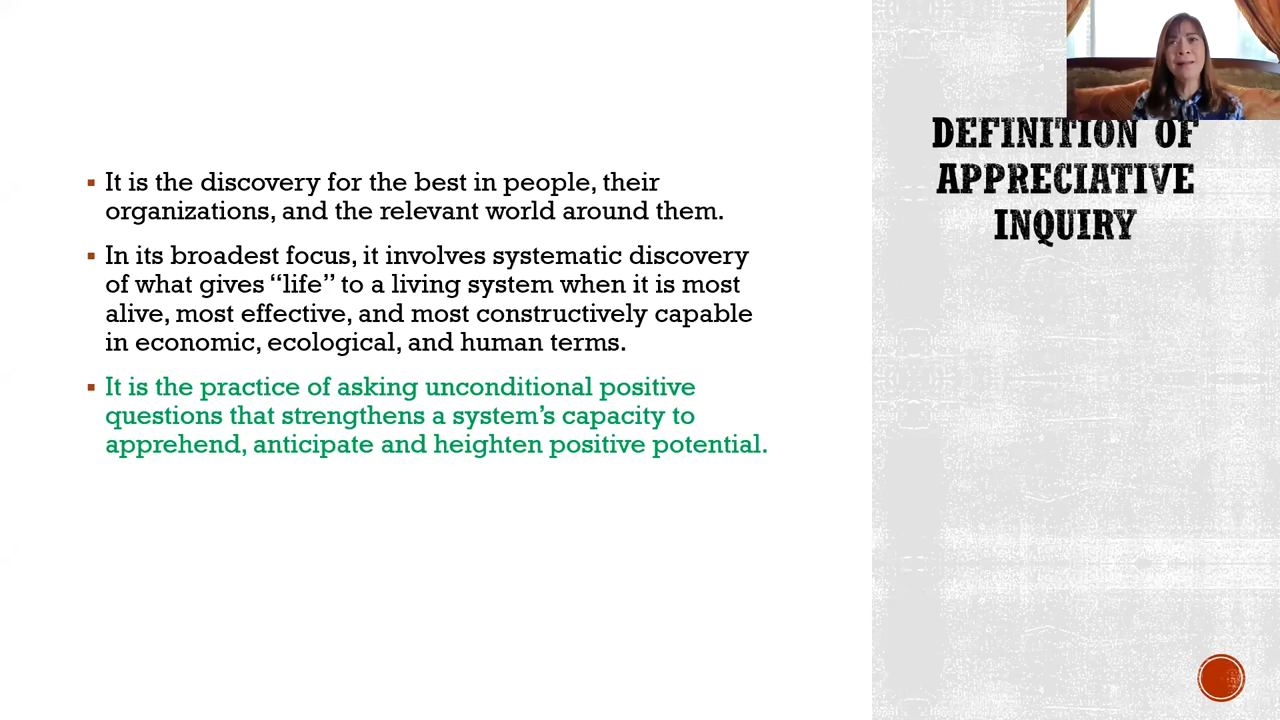 DEFINITION OF
APPRECIATIVE
INQUIRY
▪ It is the discovery for the best in people, their
organizations, and the relevant world around them.
▪ In its broadest focus, it involves systematic discovery
of what gives “life” to a living system when it is most
alive, most effective, and most constructively capable
in economic, ecological, and human terms.
▪ It is the practice of asking unconditional positive
questions that strengthens a system’s capacity to
apprehend, anticipate and heighten positive potential.